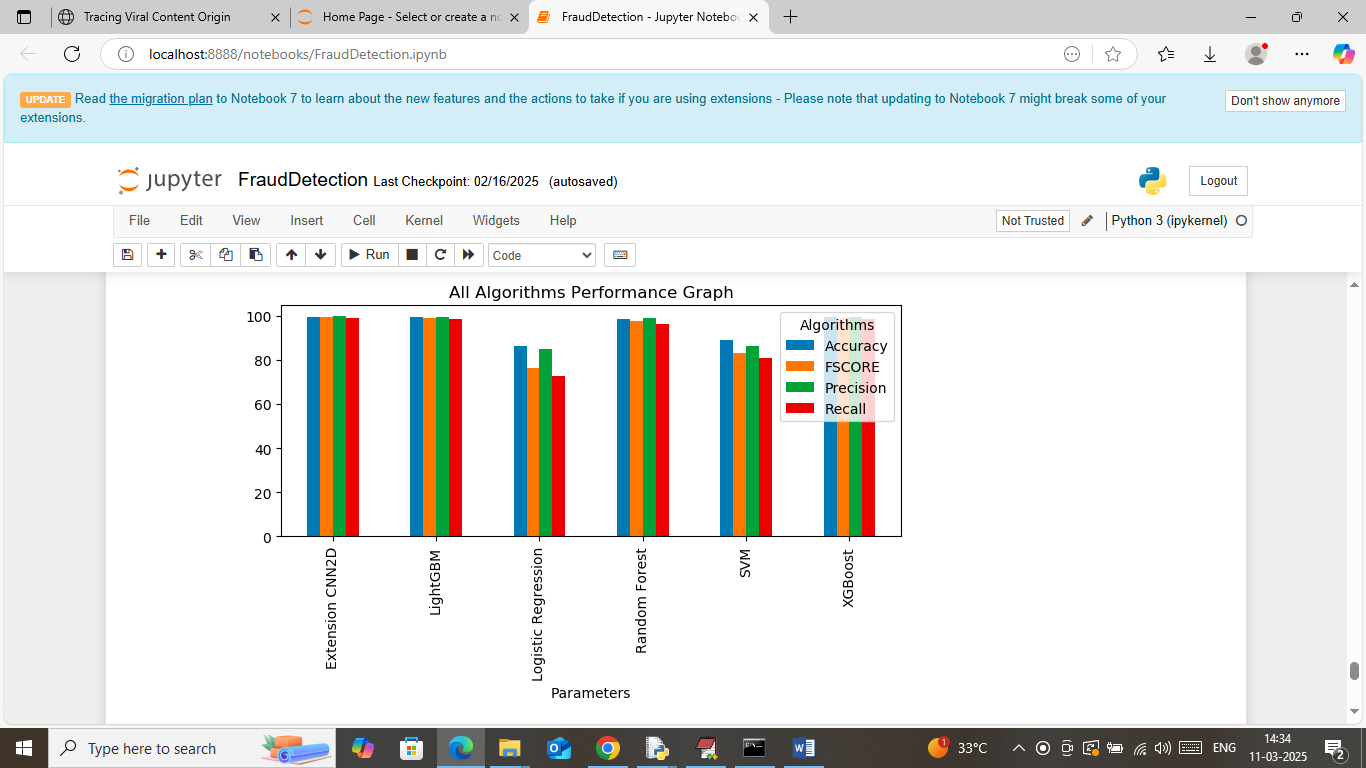 Tracing Viral Content Origin
Home Page - Select or create a no
FraudDetection - Jupyter Noteboo
localhost:8888/notebooks/FraudDetection.ipynb
UPDATE Read the migration plan to Notebook 7 to learn about the new features and the actions to take if you are using extensions - Please note that updating to Notebook 7 might break some of your
extensions.
Don't show anymore
jupyter FraudDetection Last Checkpoint: 02/16/2025 (autosaved)
Logout
File Edit View Insert Cell Kernel Widgets Help
Not Trusted
Python 3 (ipykernel)
Run
Code
All Algorithms Performance Graph
100
80
60
40
20
0
Algorithms
Accuracy
FSCORE
Precision
Recall
Extension CNN2D
LightGBM
Logistic Regression
Random Forest
SVM
XGBoost
Parameters
Type here to search
1
33°C
ENG
14:34
11-03-2025
2